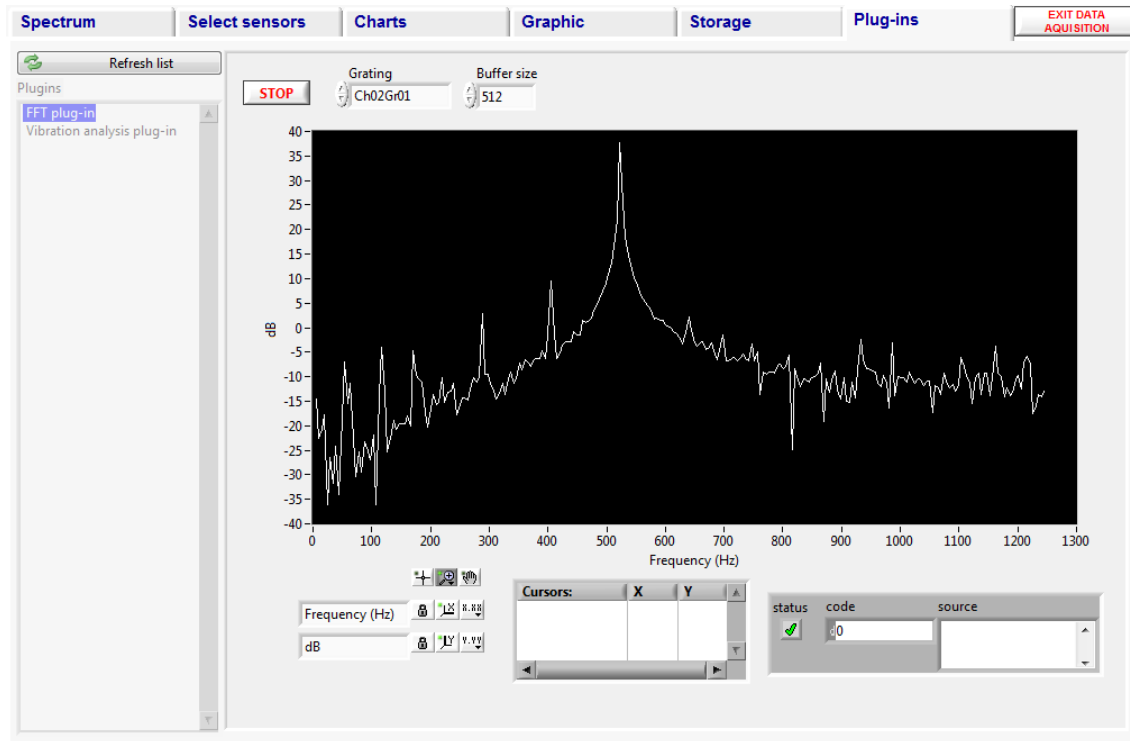 Spectrum
Select sensors
Charts
Graphic
Storage
Plug-ins
EXIT DATA
AQUISITION
Refresh list
Plugins
FFT plug-in
Vibration analysis plug-in
STOP
Grating
Ch02Gr01
Buffer size
512
dB
40
35
30
25
20
15
10
5
0
-5
-10
-15
-20
-25
-30
-35
-40
0 100 200 300 400 500 600 700 800 900 1000 1100 1200 1300
Frequency (Hz)
Frequency (Hz)
X
X.XX
dB
Y
Y.YY
Cursors: X Y
status code source
0